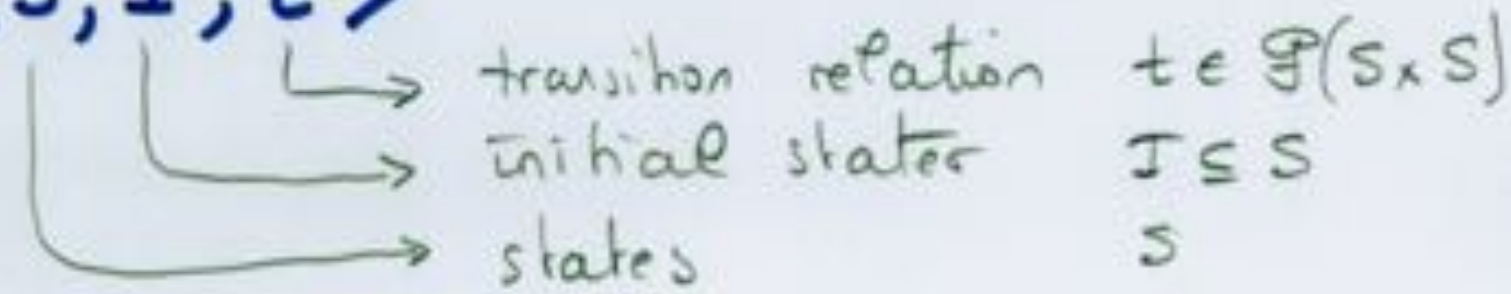 S, I, t>
transition relation t ∈ ℘(S × S)
initial states I ⊆ S
states S